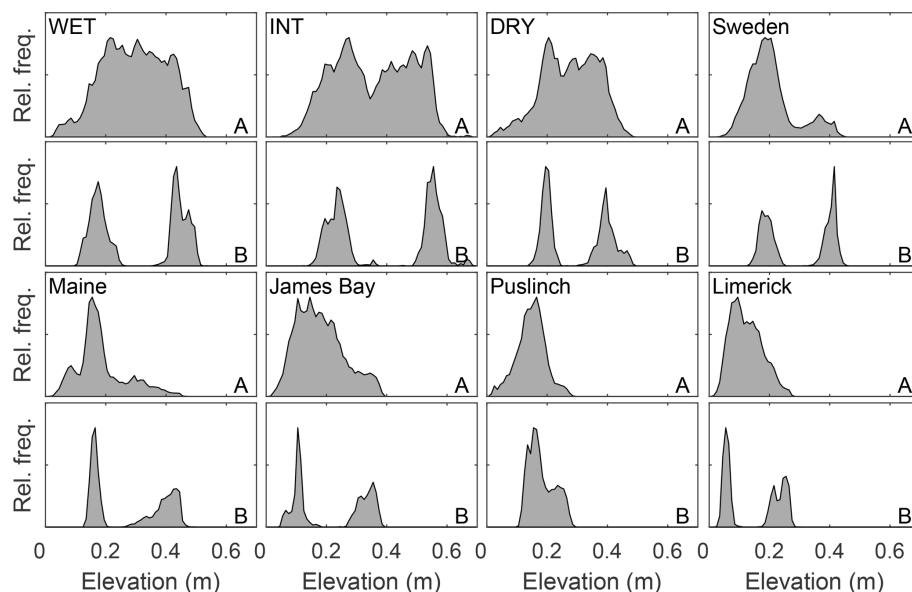 WET INT DRY Sweden
Rel. freq.
A A A A
Rel. freq.
B B B B
Maine James Bay Puslinch Limerick
Rel. freq.
A A A A
Rel. freq.
B B B B
0 0.2 0.4 0.6 0 0.2 0.4 0.6 0 0.2 0.4 0.6 0 0.2 0.4 0.6
Elevation (m) Elevation (m) Elevation (m) Elevation (m)